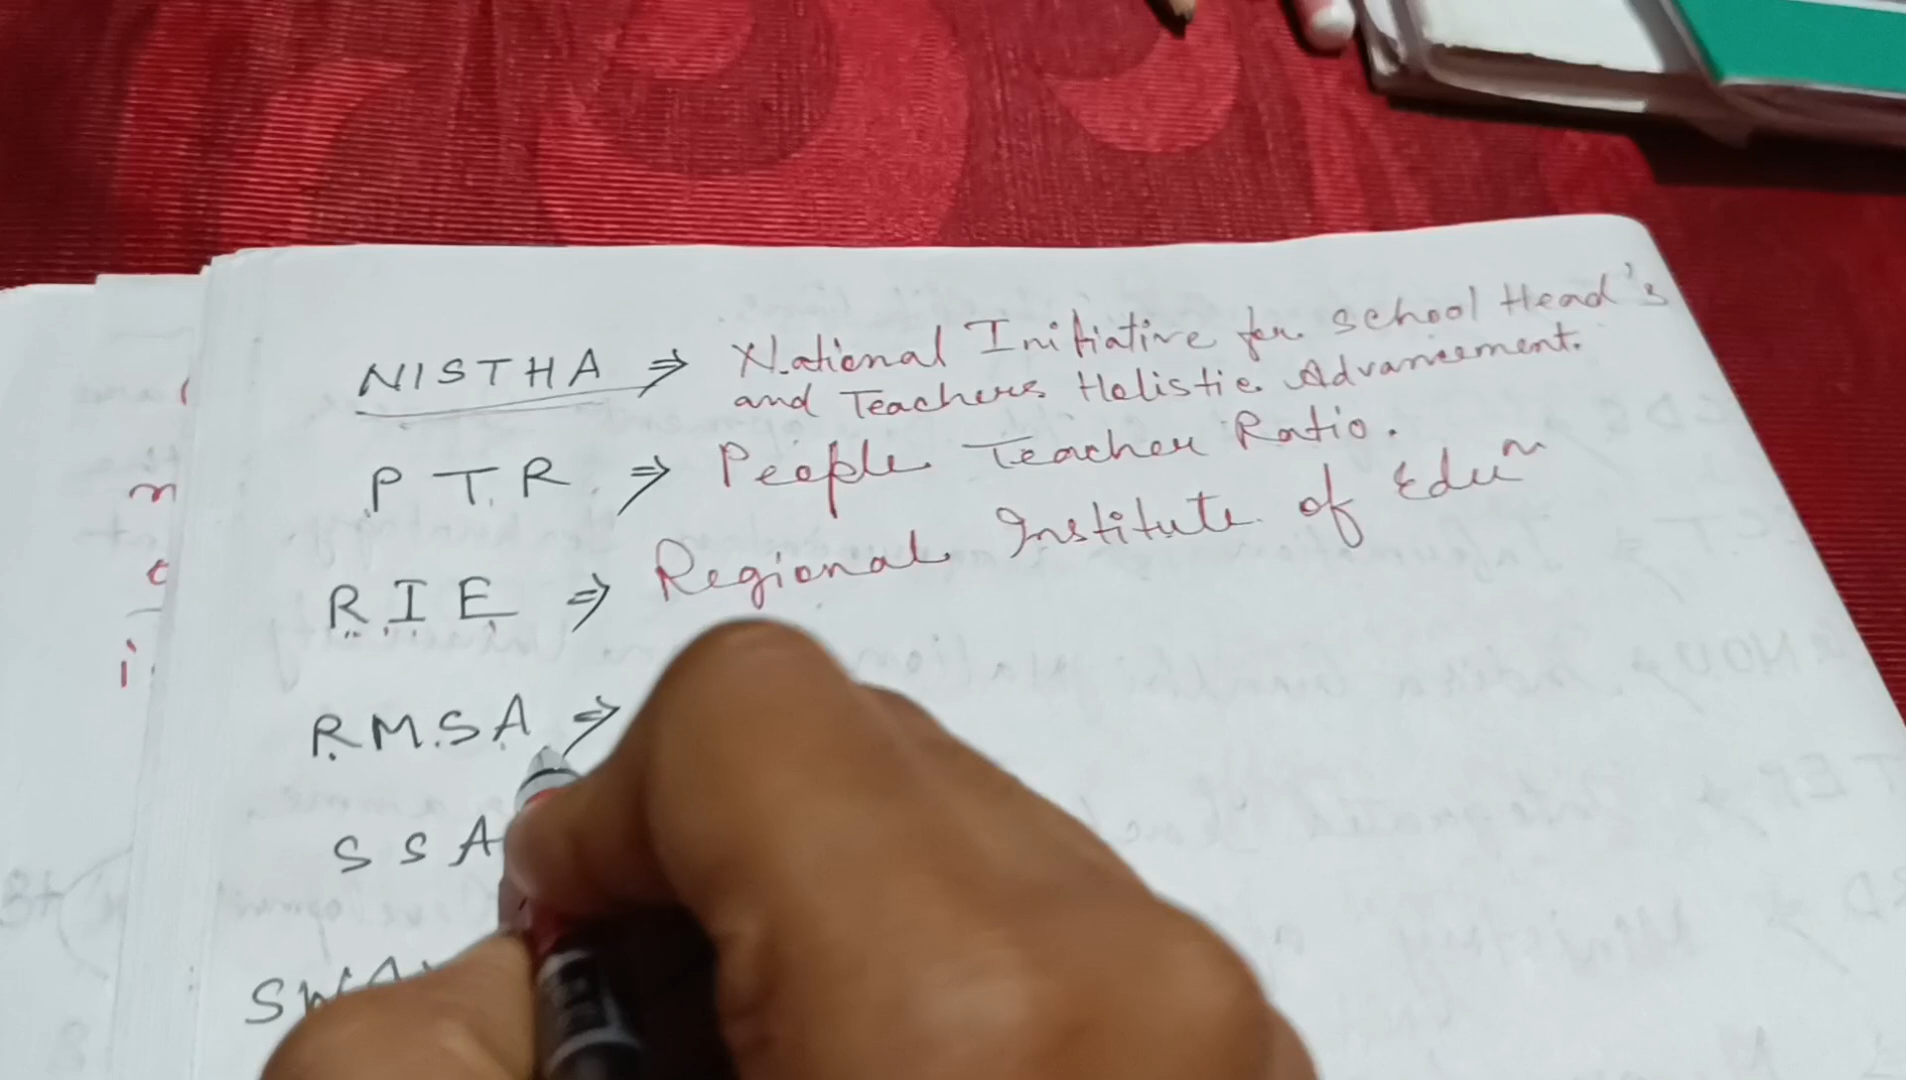 NISTHA ⇒ National Initiative for School Head's
and Teachers Holistic Advancement.
PTR ⇒ People Teacher Ratio.
RIE ⇒ Regional Institute of Eduⁿ
RMSA ⇒
SSA